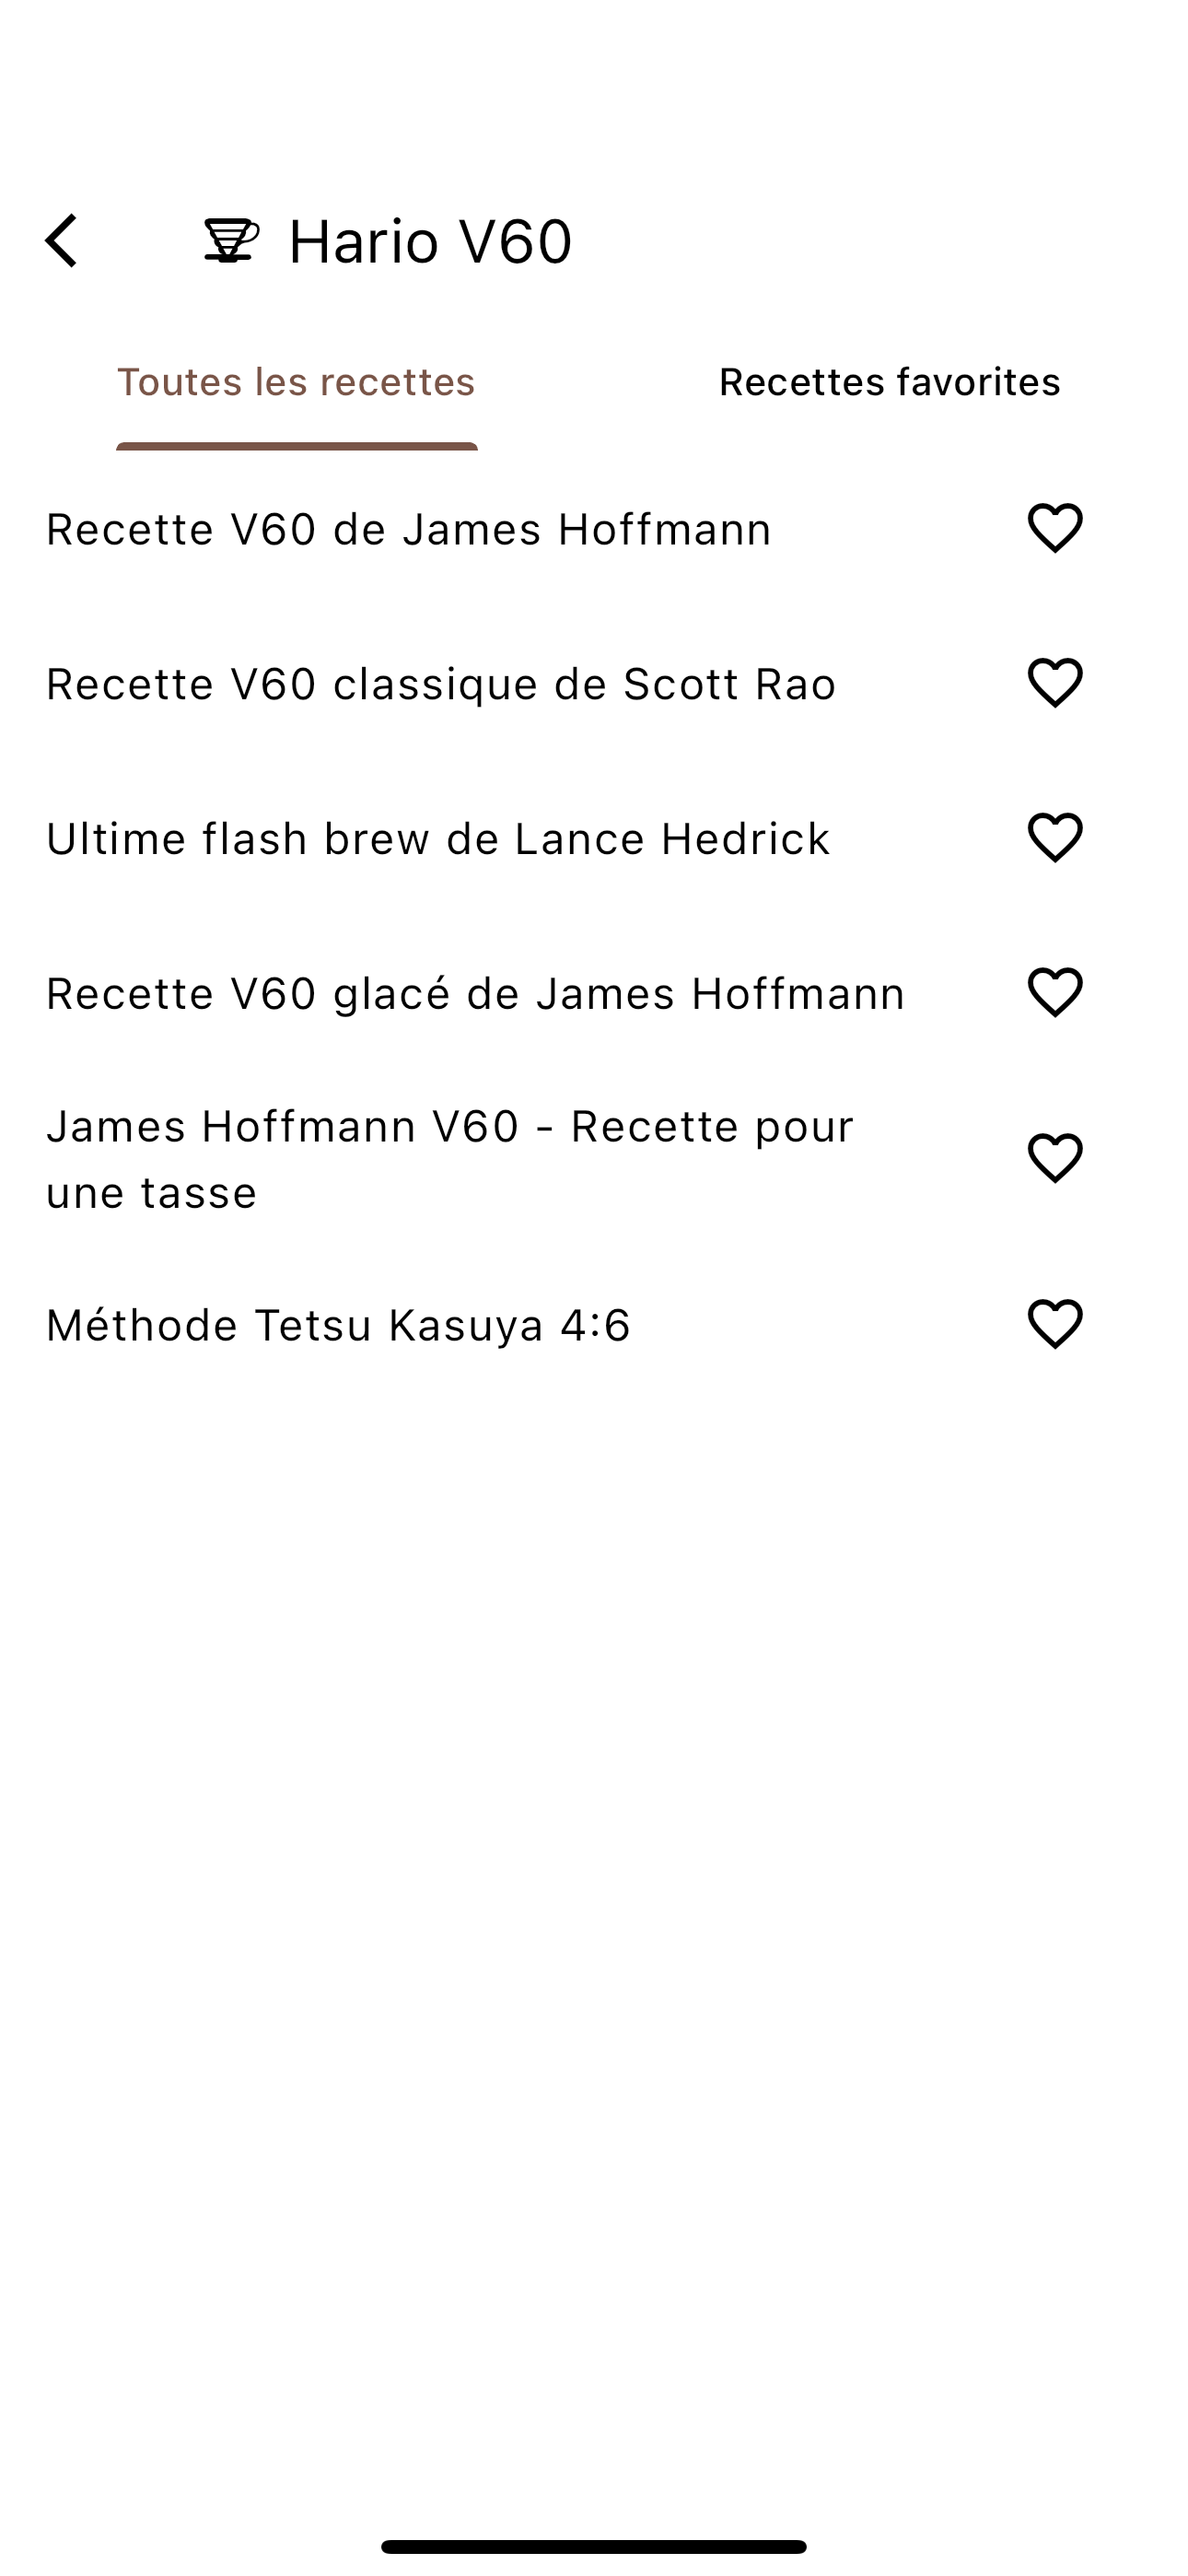 Hario V60
Toutes les recettes
Recettes favorites
Recette V60 de James Hoffmann
Recette V60 classique de Scott Rao
Ultime flash brew de Lance Hedrick
Recette V60 glacé de James Hoffmann
James Hoffmann V60 - Recette pour
une tasse
Méthode Tetsu Kasuya 4:6